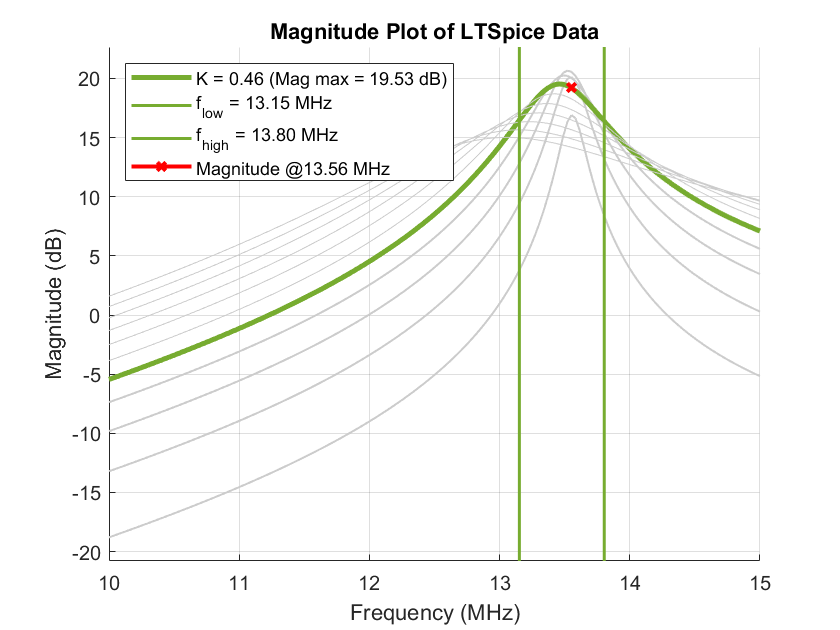 Magnitude Plot of LTSpice Data
K = 0.46 (Mag max = 19.53 dB)
f_low = 13.15 MHz
f_high = 13.80 MHz
Magnitude @13.56 MHz
Magnitude (dB)
20
15
10
5
0
-5
-10
-15
-20
10 11 12 13 14 15
Frequency (MHz)